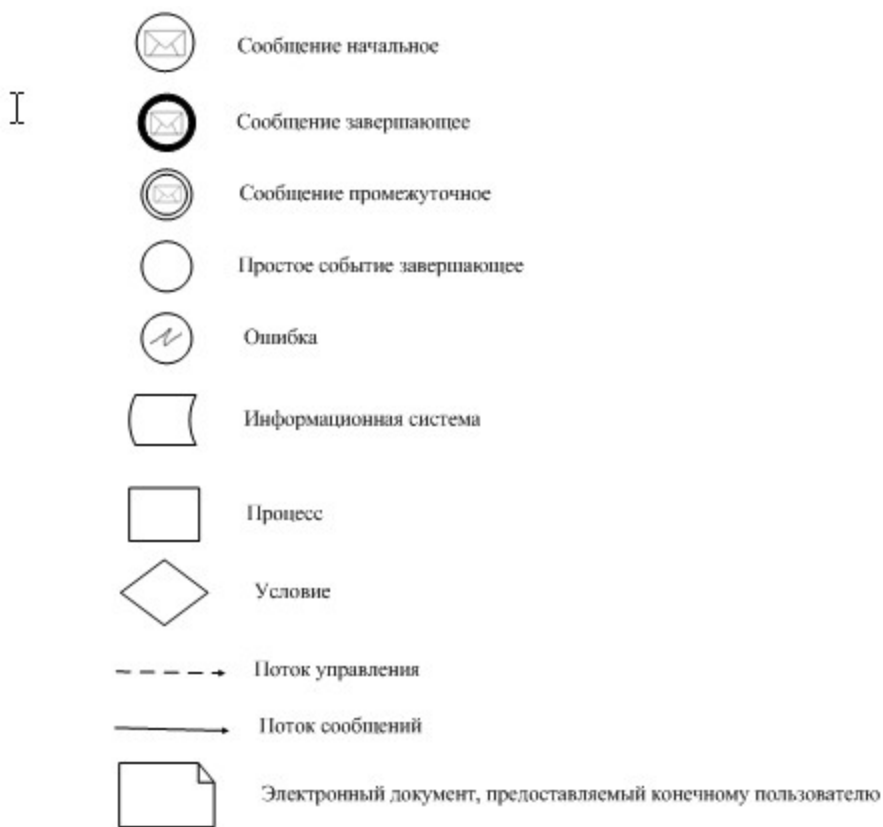 Сообщение начальное
Сообщение завершающее
Сообщение промежуточное
Простое событие завершающее
Ошибка
Информационная система
Процесс
Условие
Поток управления
Поток сообщений
Электронный документ, предоставляемый конечному пользователю